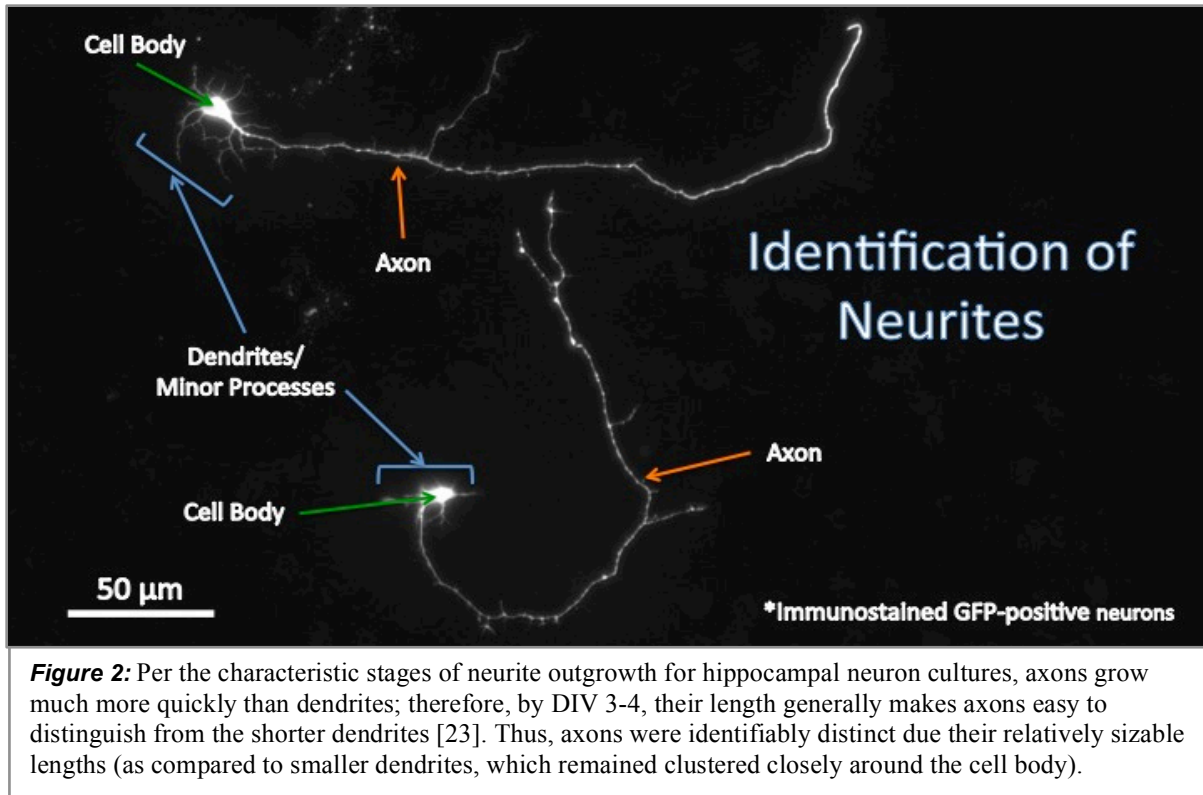 Cell Body
Axon
Identification of
Neurites
Dendrites/
Minor Processes
Axon
Cell Body
50 µm
*Immunostained GFP-positive neurons
Figure 2: Per the characteristic stages of neurite outgrowth for hippocampal neuron cultures, axons grow
much more quickly than dendrites; therefore, by DIV 3-4, their length generally makes axons easy to
distinguish from the shorter dendrites [23]. Thus, axons were identifiably distinct due their relatively sizable
lengths (as compared to smaller dendrites, which remained clustered closely around the cell body).